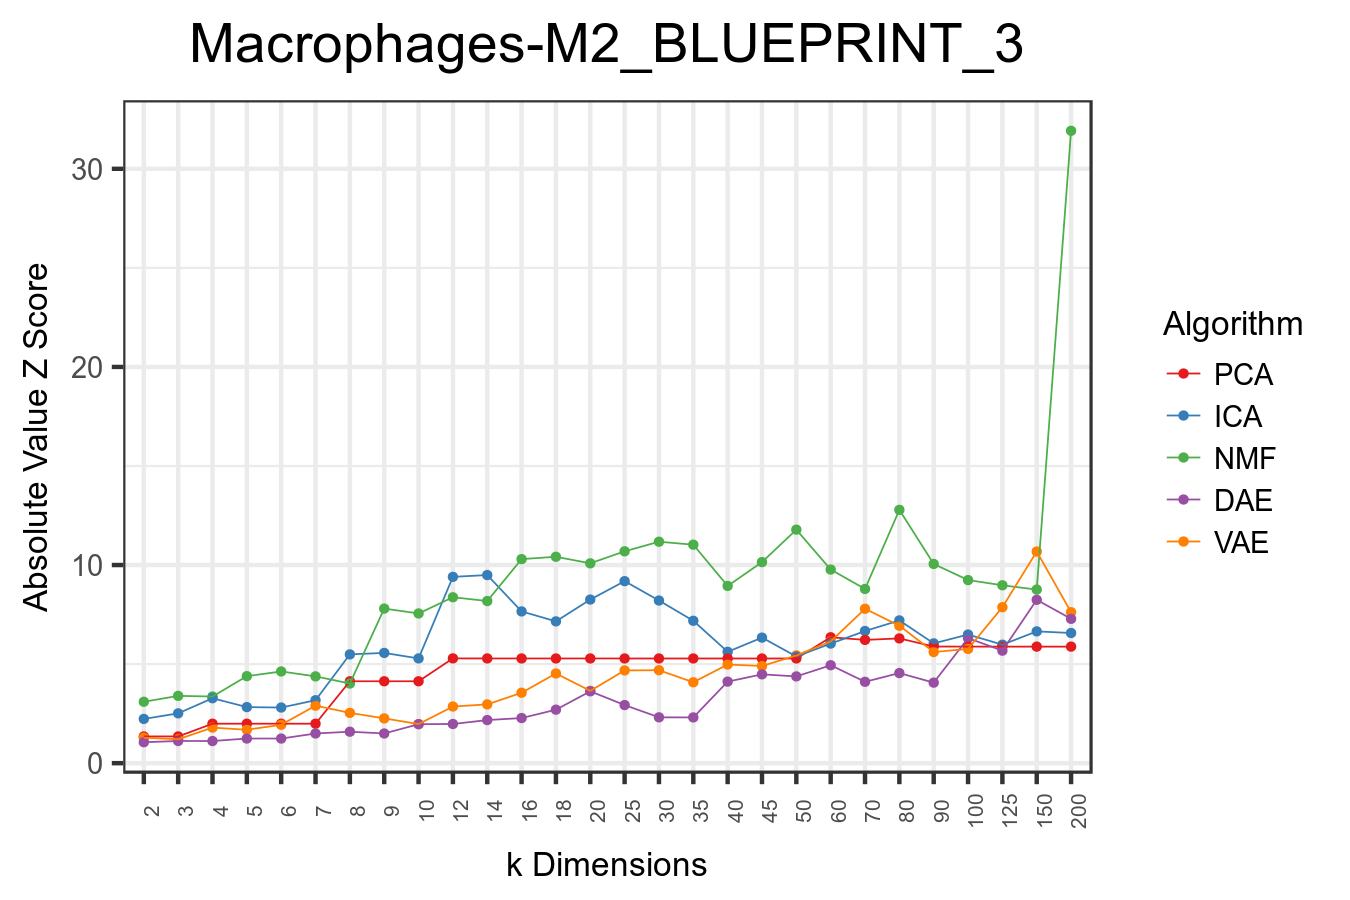 Macrophages-M2_BLUEPRINT_3
Absolute Value Z Score
30
20
10
0
2 3 4 5 6 7 8 9 10 12 14 16 18 20 25 30 35 40 45 50 60 70 80 90 100 125 150 200
k Dimensions
Algorithm
PCA
ICA
NMF
DAE
VAE